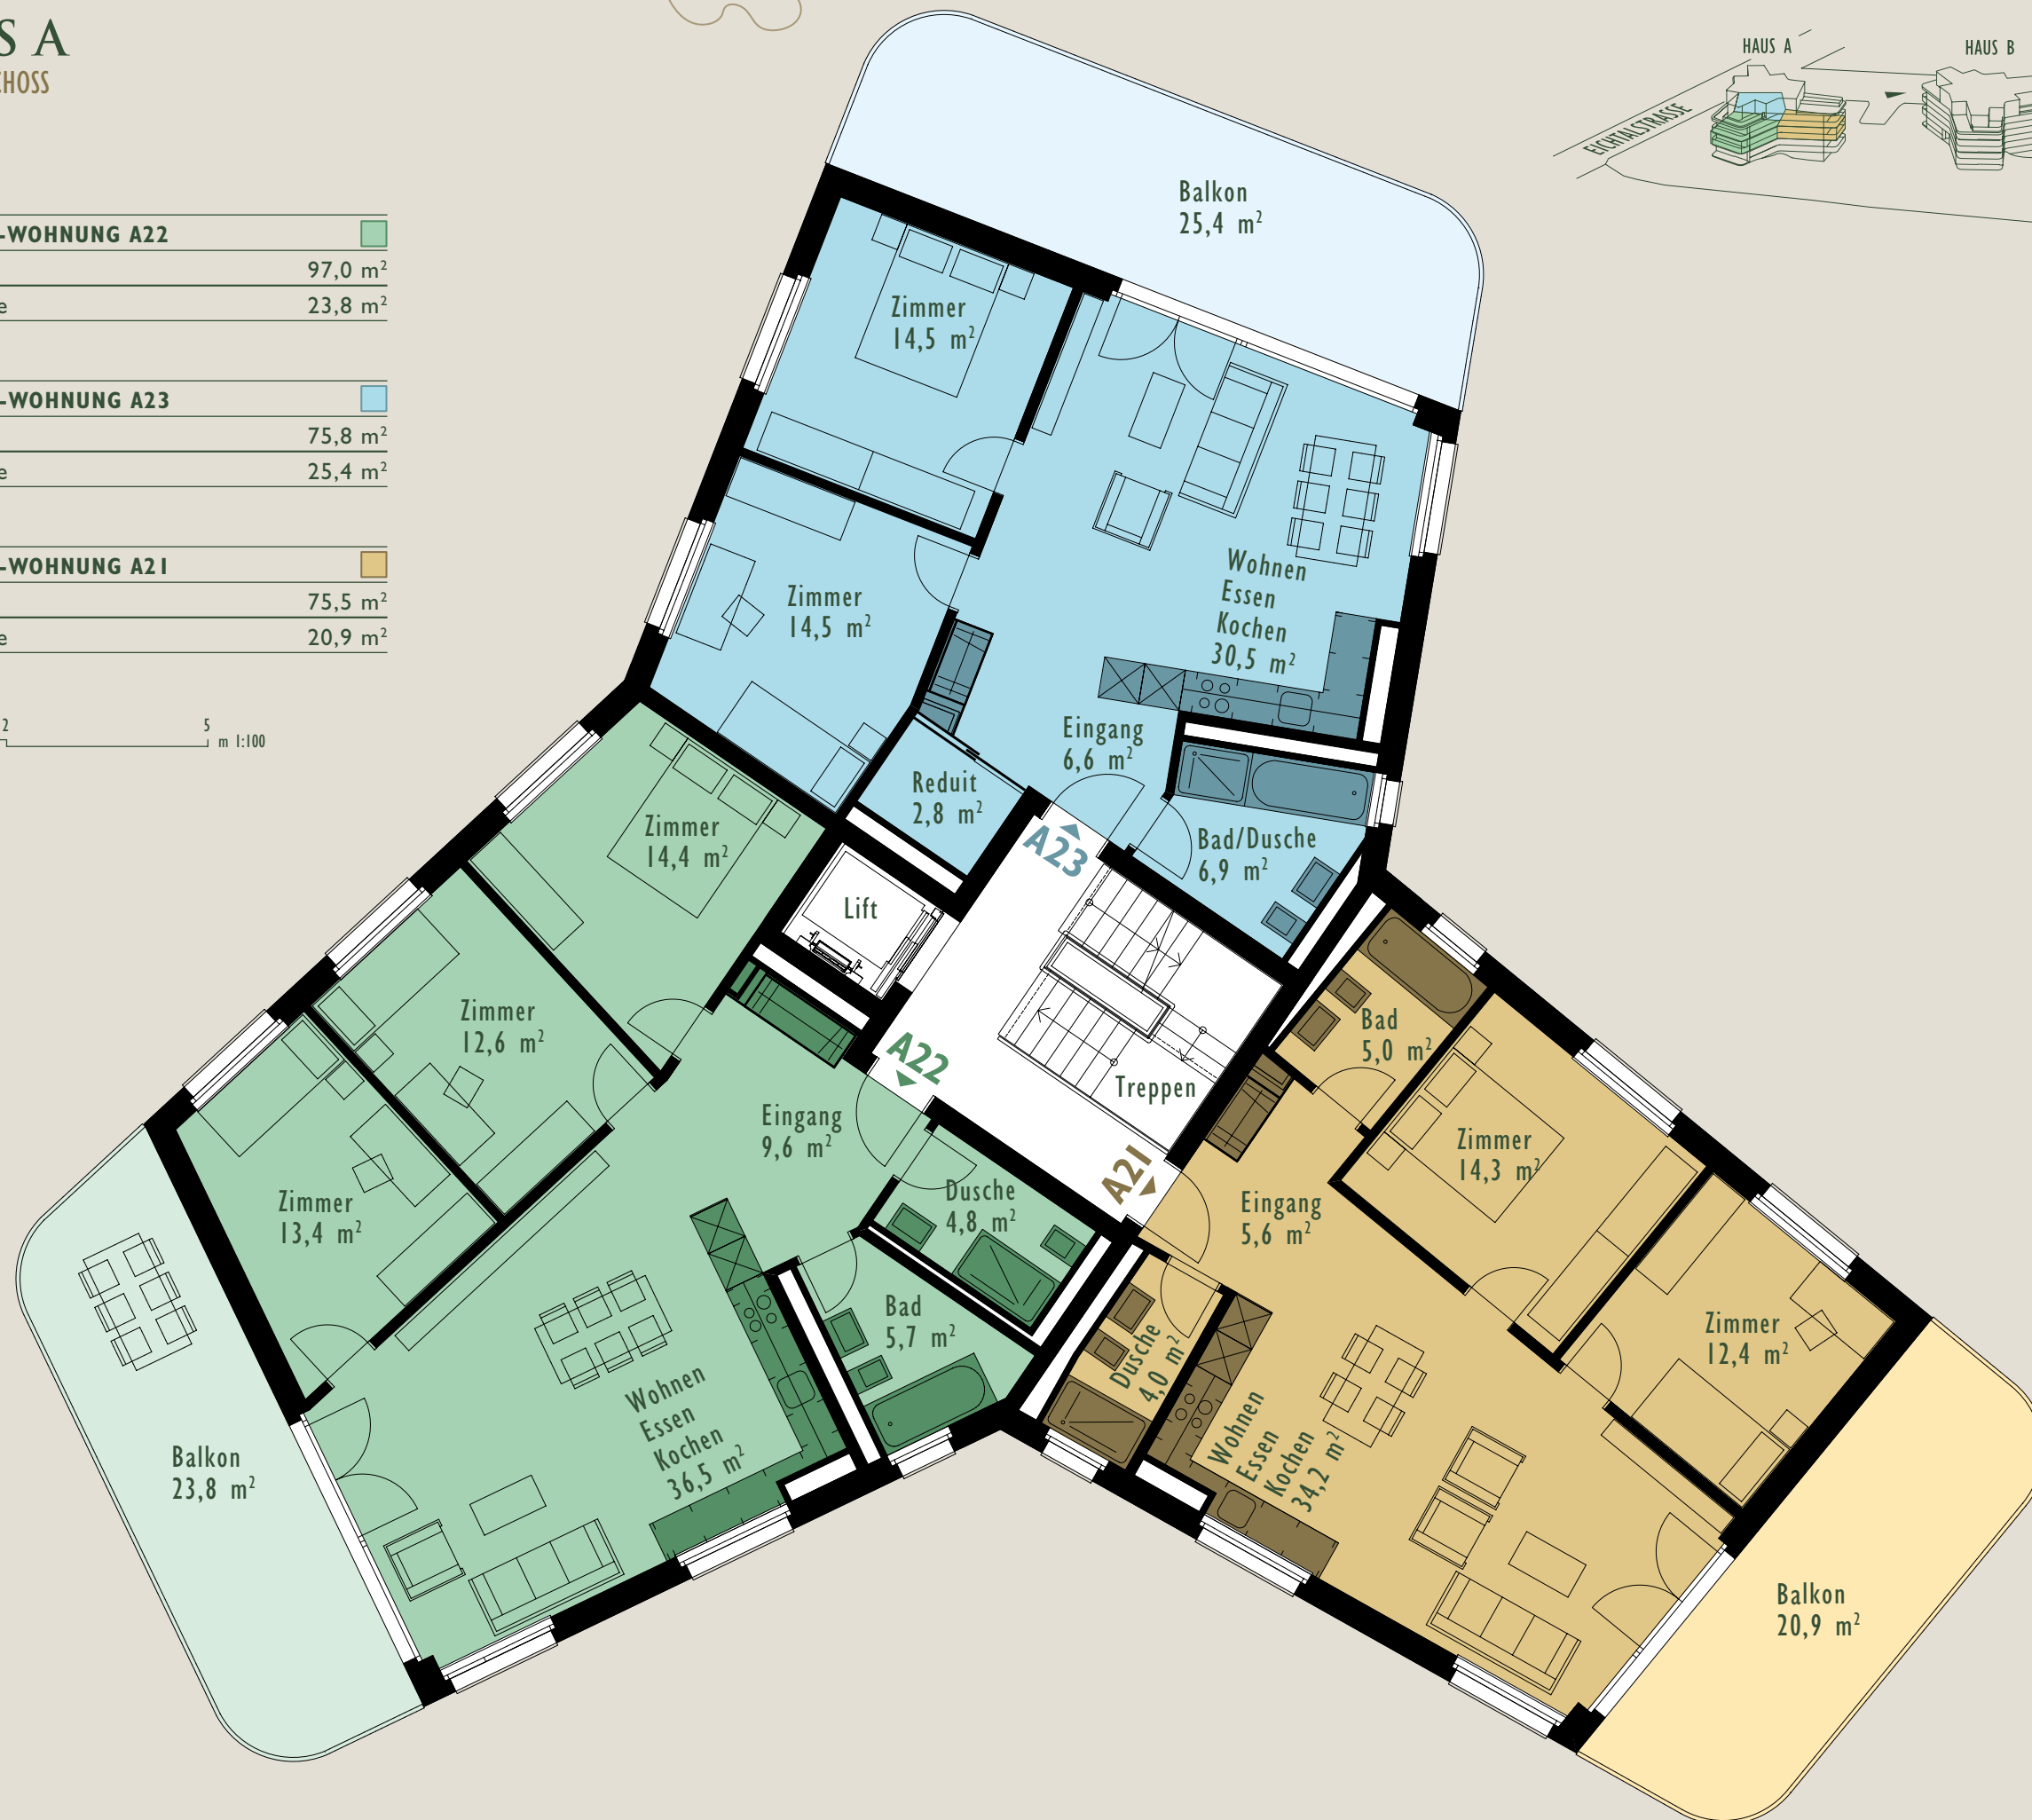 S A
CHOSS
HAUS A
HAUS B
EICHTALSTRASSE
-WOHNUNG A22
97,0 m²
e 23,8 m²
-WOHNUNG A23
75,8 m²
e 25,4 m²
-WOHNUNG A21
75,5 m²
e 20,9 m²
2 5 m 1:100
Balkon
25,4 m²
Zimmer
14,5 m²
Zimmer
14,5 m²
Wohnen
Essen
Kochen
30,5 m²
Eingang
6,6 m²
Reduit
2,8 m²
Bad/Dusche
6,9 m²
A23
Lift
Treppen
A22
A21
Zimmer
14,4 m²
Zimmer
12,6 m²
Zimmer
13,4 m²
Eingang
9,6 m²
Dusche
4,8 m²
Bad
5,7 m²
Wohnen
Essen
Kochen
36,5 m²
Balkon
23,8 m²
Bad
5,0 m²
Zimmer
14,3 m²
Eingang
5,6 m²
Zimmer
12,4 m²
Dusche
4,0 m²
Wohnen
Essen
Kochen
34,2 m²
Balkon
20,9 m²